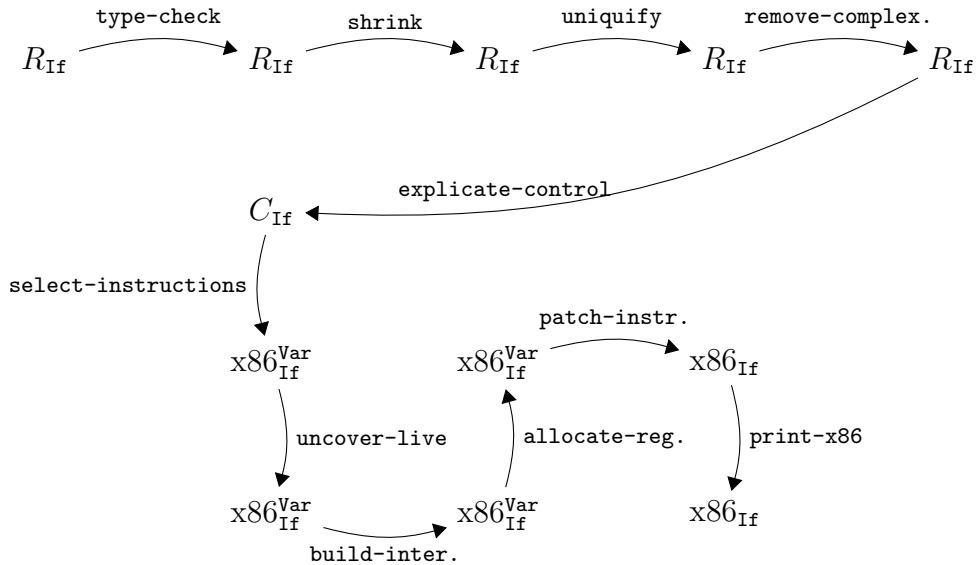 type-check shrink uniquify remove-complex.
R_If R_If R_If R_If R_If
explicate-control
C_If
select-instructions
patch-instr.
x86^Var_If x86^Var_If x86_If
uncover-live allocate-reg. print-x86
x86^Var_If x86^Var_If x86_If
build-inter.